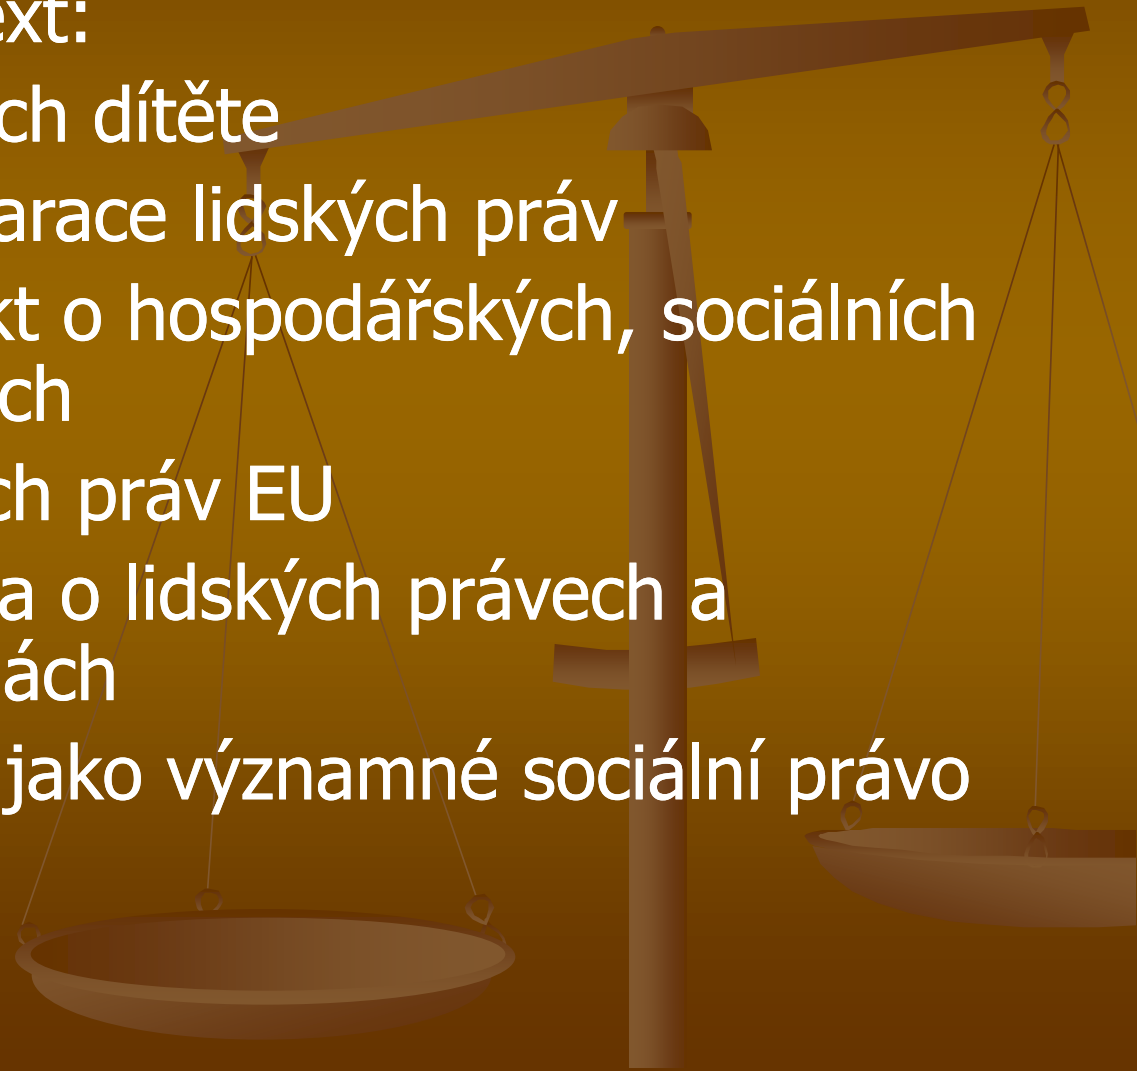 ext:
ch dítěte
arace lidských práv
kt o hospodářských, sociálních
ch
ch práv EU
a o lidských právech a
ách
jako významné sociální právo